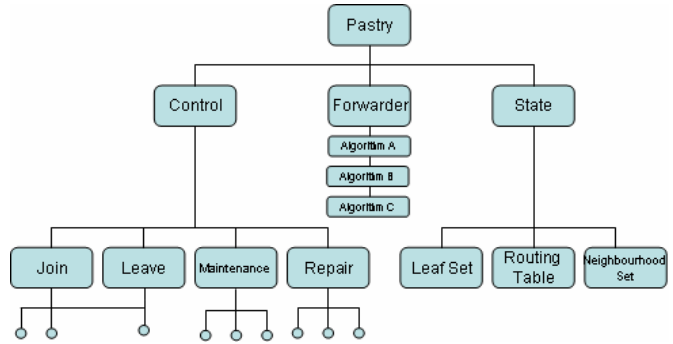 Pastry
Control
Forwarder
State
Algorithm A
Algorithm B
Algorithm C
Join
Leave
Maintenance
Repair
Leaf Set
Routing
Table
Neighbourhood
Set